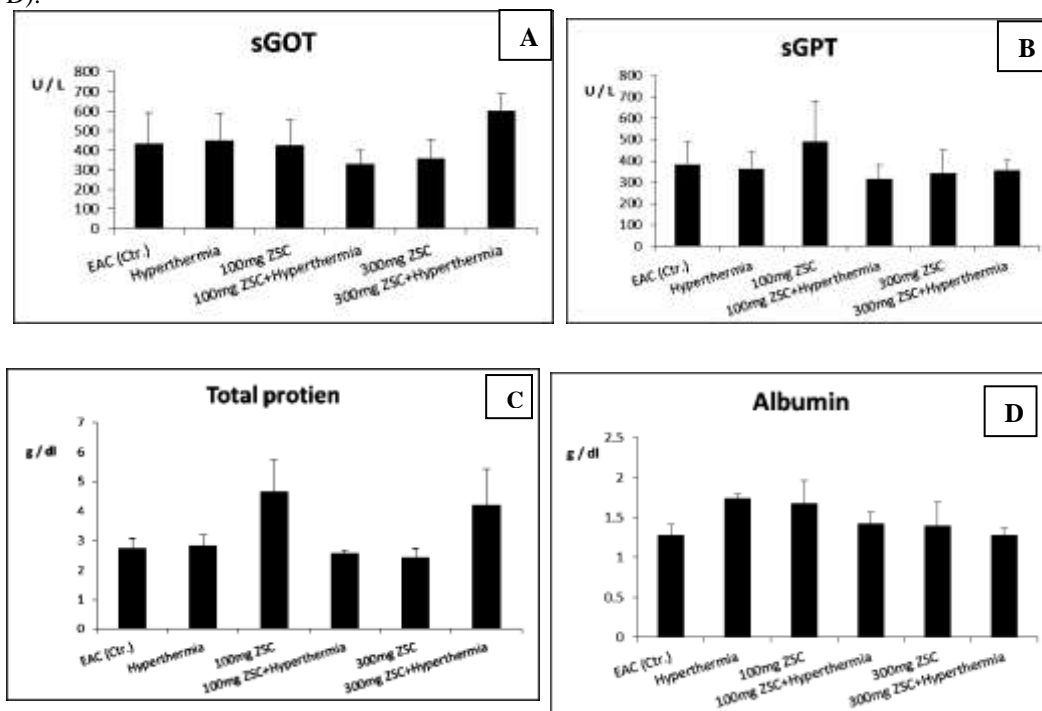 D).
sGOT
A
U / L
800
700
600
500
400
300
200
100
0
EAC (Ctr.)
Hyperthermia
100mg ZSC
100mg ZSC+Hyperthermia
300mg ZSC
300mg ZSC+Hyperthermia
sGPT
B
U / L
800
700
600
500
400
300
200
100
0
EAC (Ctr.)
Hyperthermia
100mg ZSC
100mg ZSC+Hyperthermia
300mg ZSC
300mg ZSC+Hyperthermia
Total protien
C
g / dl
7
6
5
4
3
2
1
0
EAC (Ctr.)
Hyperthermia
100mg ZSC
100mg ZSC+Hyperthermia
300mg ZSC
300mg ZSC+Hyperthermia
Albumin
D
g / dl
2.5
2
1.5
1
0.5
0
EAC (Ctr.)
Hyperthermia
100mg ZSC
100mg ZSC+Hyperthermia
300mg ZSC
300mg ZSC+Hyperthermia